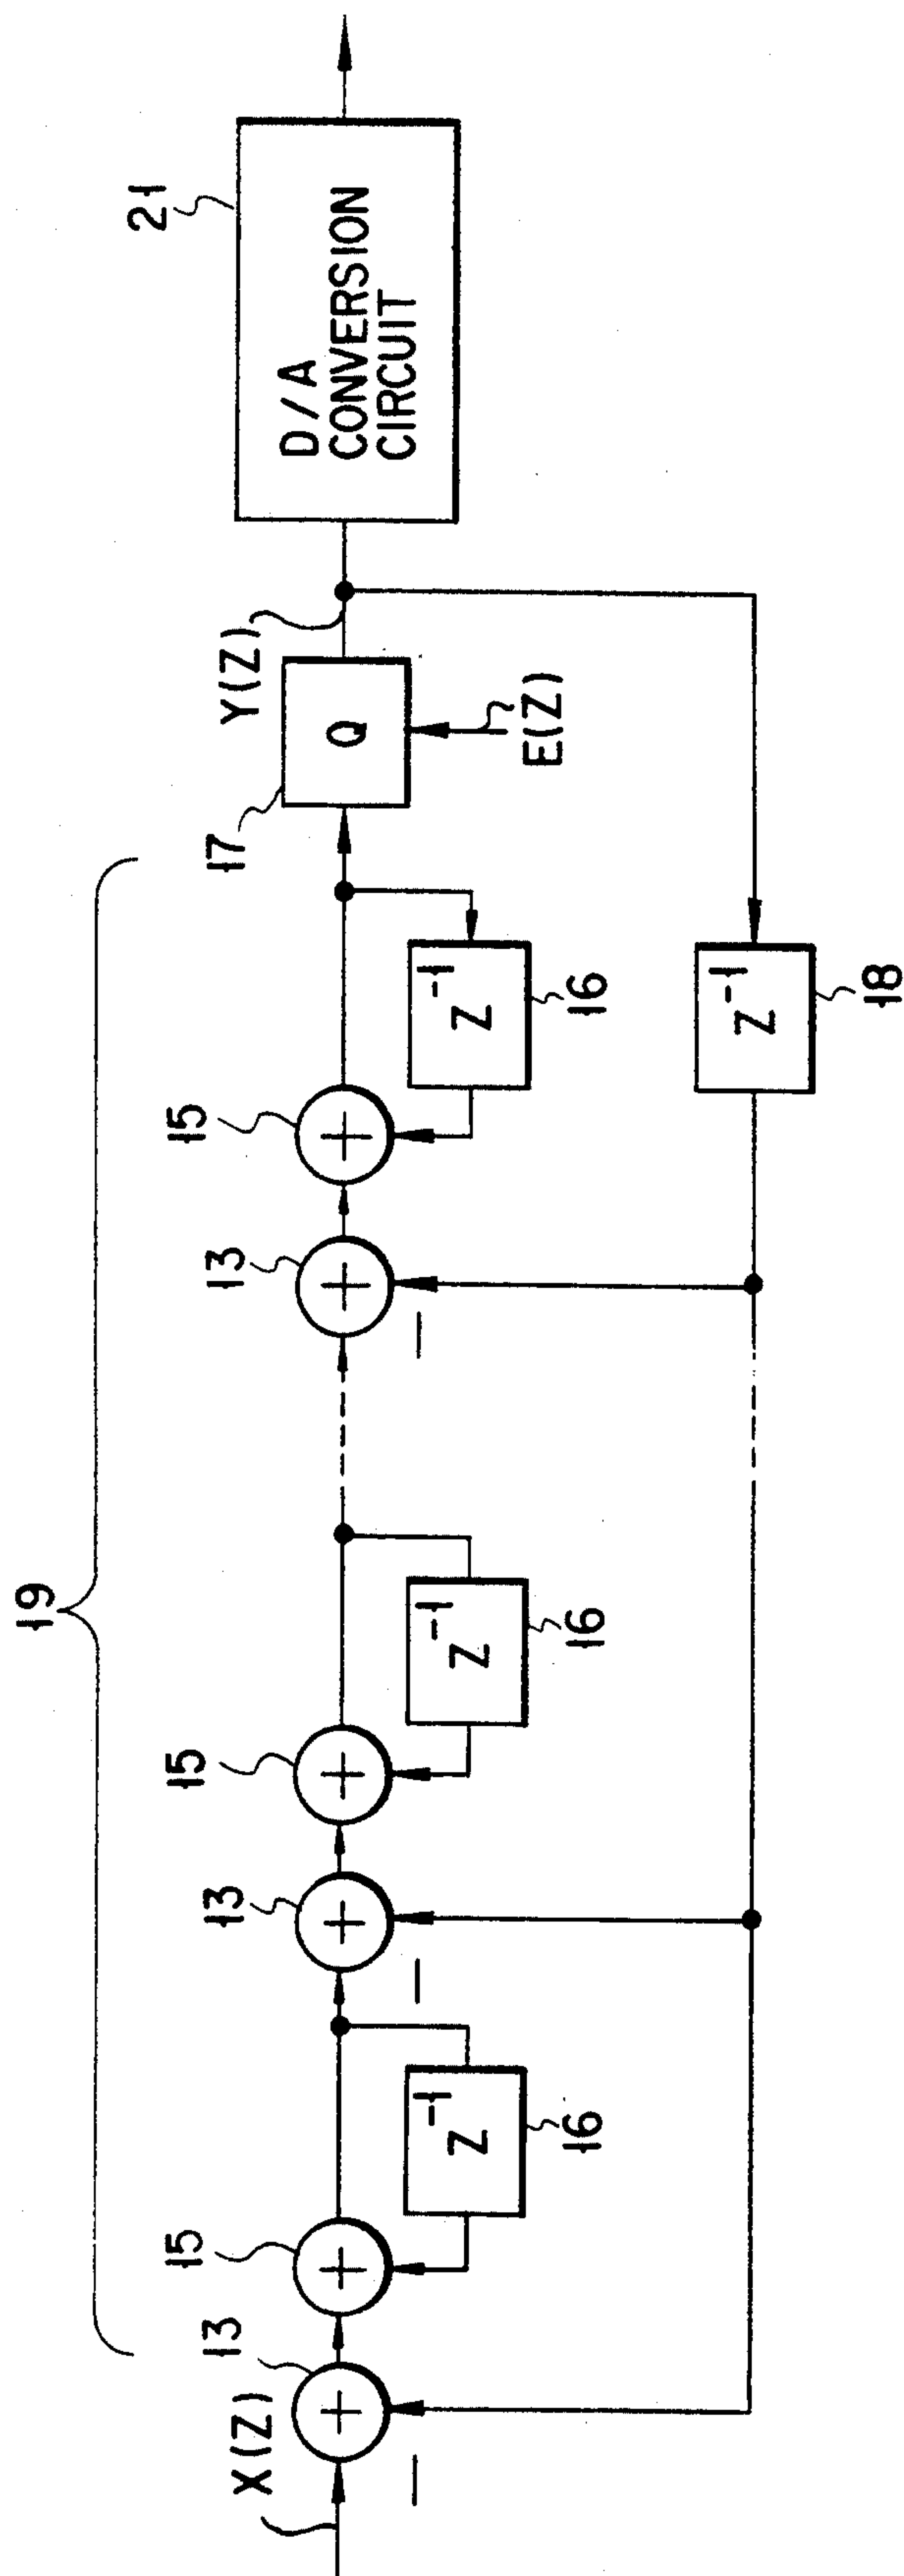 19
X(Z)
13
15
16
Z⁻¹
13
15
16
Z⁻¹
13
15
16
Z⁻¹
17
Q
Y(Z)
E(Z)
18
Z⁻¹
21
D/A
CONVERSION
CIRCUIT